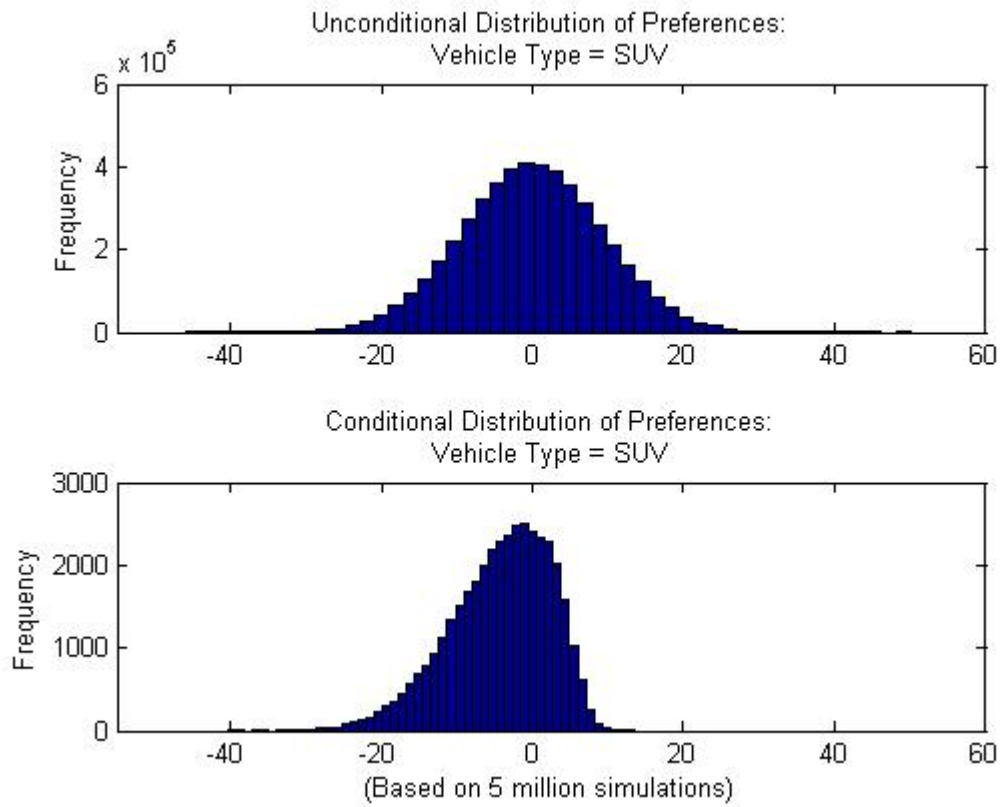 Unconditional Distribution of Preferences:
Vehicle Type = SUV
x 10^5
6
4
2
0
Frequency
-40 -20 0 20 40 60
Conditional Distribution of Preferences:
Vehicle Type = SUV
3000
2000
1000
0
Frequency
-40 -20 0 20 40 60
(Based on 5 million simulations)